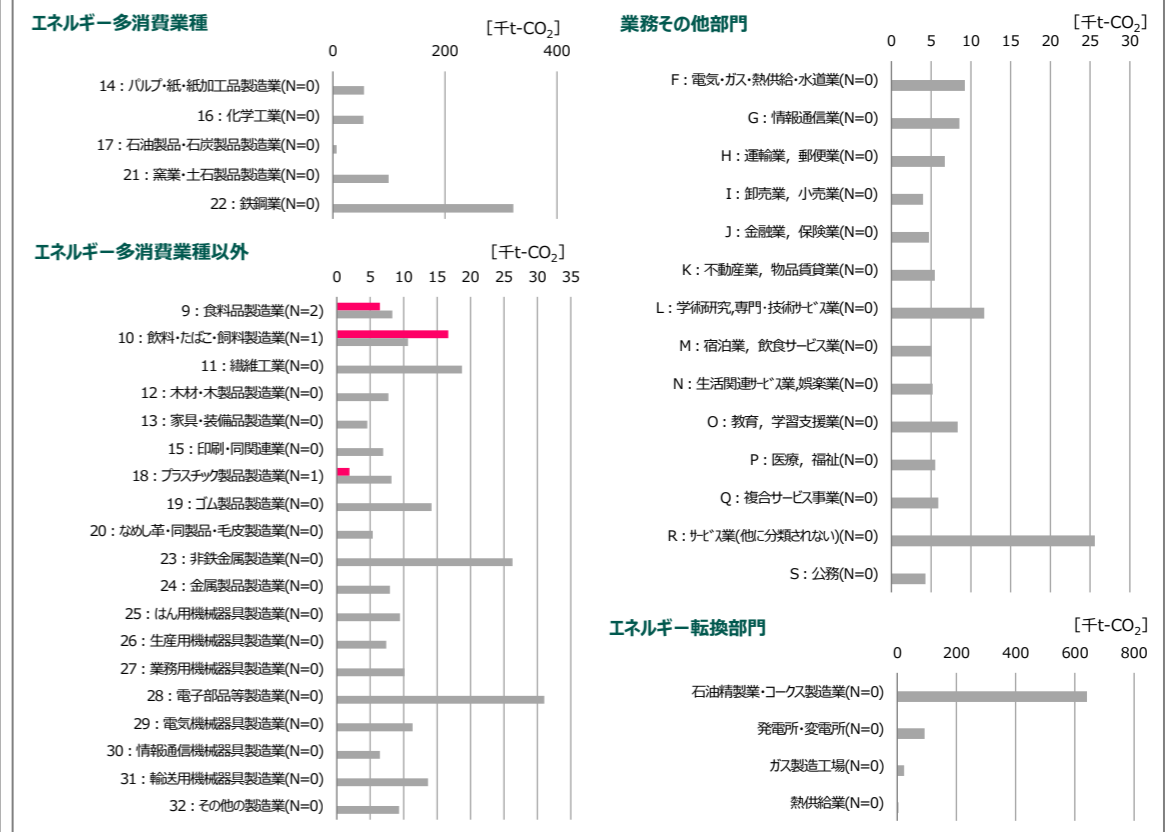 エネルギー多消費業種
[千t-CO2]
0 200 400
14：パルプ・紙・紙加工品製造業(N=0)
16：化学工業(N=0)
17：石油製品・石炭製品製造業(N=0)
21：窯業・土石製品製造業(N=0)
22：鉄鋼業(N=0)
エネルギー多消費業種以外
[千t-CO2]
0 5 10 15 20 25 30 35
9：食料品製造業(N=2)
10：飲料・たばこ・飼料製造業(N=1)
11：繊維工業(N=0)
12：木材・木製品製造業(N=0)
13：家具・装備品製造業(N=0)
15：印刷・同関連業(N=0)
18：プラスチック製品製造業(N=1)
19：ゴム製品製造業(N=0)
20：なめし革・同製品・毛皮製造業(N=0)
23：非鉄金属製造業(N=0)
24：金属製品製造業(N=0)
25：はん用機械器具製造業(N=0)
26：生産用機械器具製造業(N=0)
27：業務用機械器具製造業(N=0)
28：電子部品等製造業(N=0)
29：電気機械器具製造業(N=0)
30：情報通信機械器具製造業(N=0)
31：輸送用機械器具製造業(N=0)
32：その他の製造業(N=0)
業務その他部門
[千t-CO2]
0 5 10 15 20 25 30
F：電気・ガス・熱供給・水道業(N=0)
G：情報通信業(N=0)
H：運輸業，郵便業(N=0)
I：卸売業，小売業(N=0)
J：金融業，保険業(N=0)
K：不動産業，物品賃貸業(N=0)
L：学術研究,専門・技術サービス業(N=0)
M：宿泊業，飲食サービス業(N=0)
N：生活関連サービス業,娯楽業(N=0)
O：教育，学習支援業(N=0)
P：医療，福祉(N=0)
Q：複合サービス事業(N=0)
R：サービス業(他に分類されない)(N=0)
S：公務(N=0)
エネルギー転換部門
[千t-CO2]
0 200 400 600 800
石油精製業・コークス製造業(N=0)
発電所・変電所(N=0)
ガス製造工場(N=0)
熱供給業(N=0)